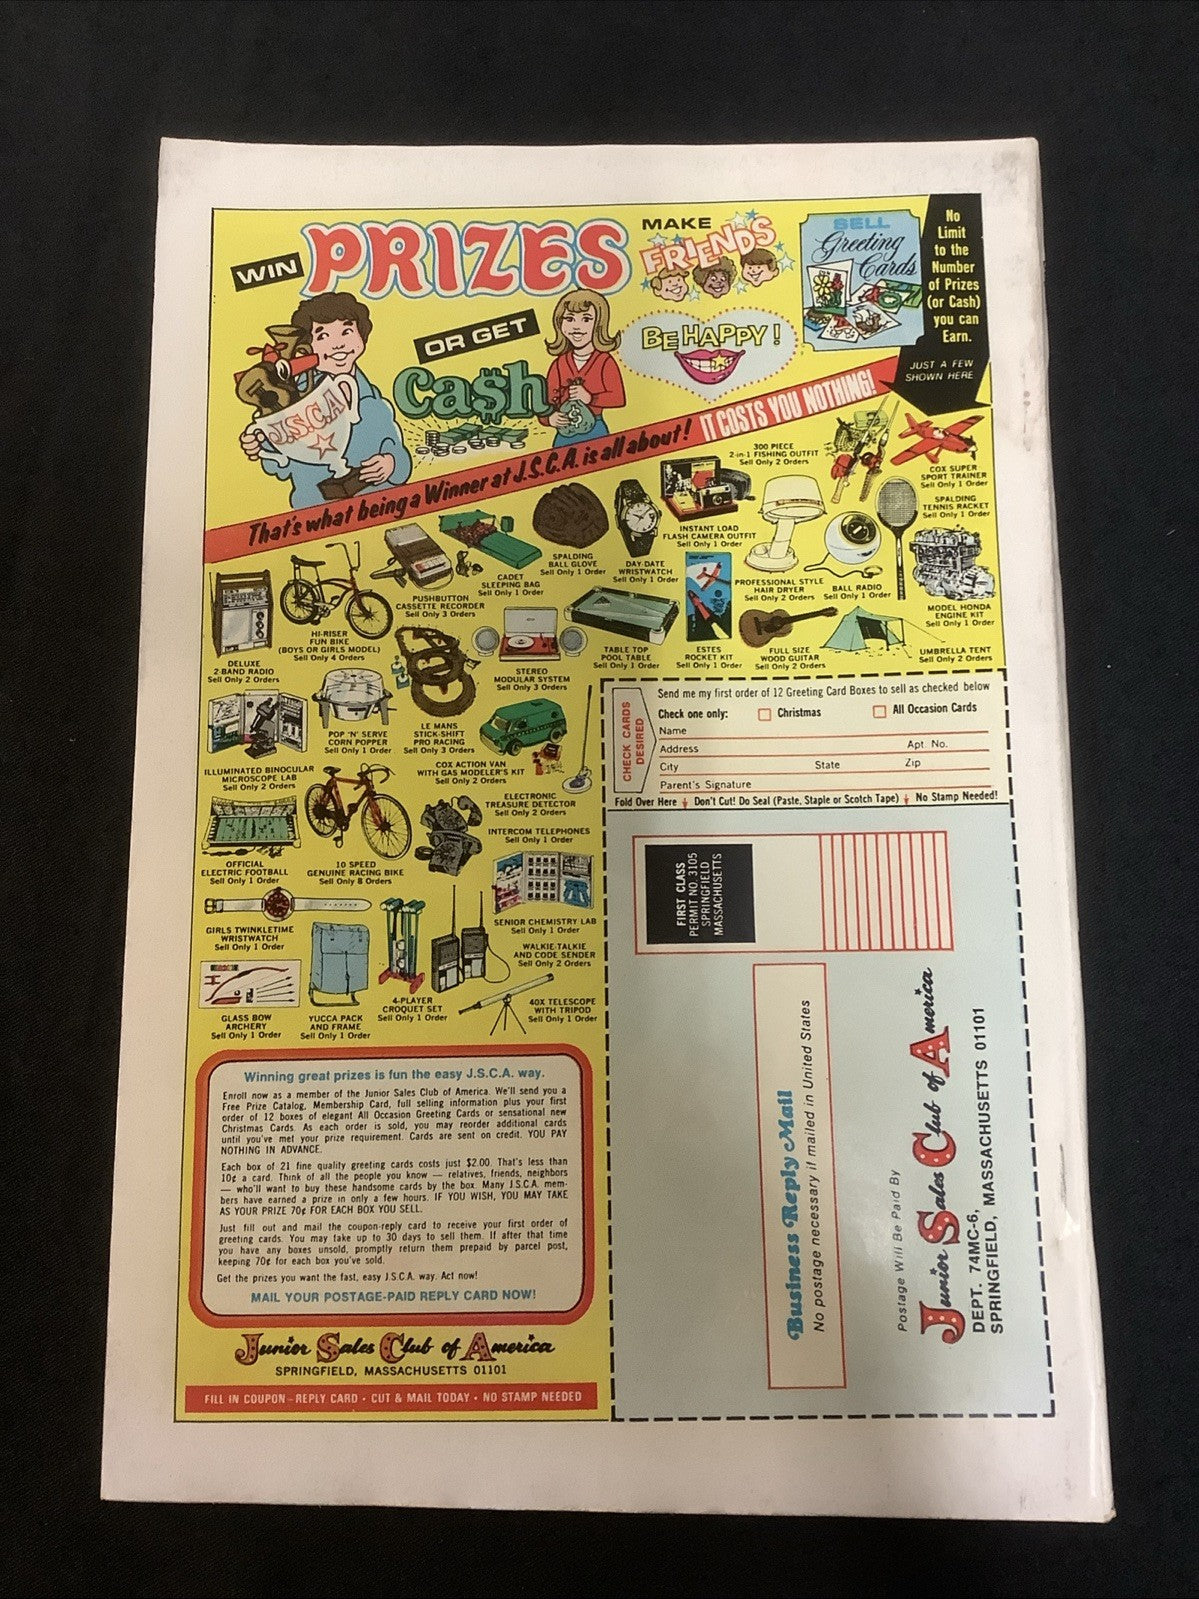 WIN PRIZES
MAKE
FRIENDS
SELL
Greeting
Cards
No
Limit
to the
Number
of Prizes
(or Cash)
you can
Earn.
JUST A FEW
SHOWN HERE
OR GET
Cash
BE HAPPY!
J.S.C.A.
That's what being a Winner at J.S.C.A. is all about! IT COSTS YOU NOTHING!
300 PIECE
2-in-1 FISHING OUTFIT
Sell Only 2 Orders
COX SUPER
SPORT TRAINER
Sell Only 1 Order
SPALDING
TENNIS RACKET
Sell Only 1 Order
INSTANT LOAD
FLASH CAMERA OUTFIT
Sell Only 1 Order
SPALDING
BALL GLOVE
Sell Only 1 Order
DAY-DATE
WRISTWATCH
Sell Only 1 Order
CADET
SLEEPING BAG
Sell Only 1 Order
PROFESSIONAL STYLE
HAIR DRYER
Sell Only 2 Orders
BALL RADIO
Sell Only 1 Order
PUSHBUTTON
CASSETTE RECORDER
Sell Only 3 Orders
MODEL HONDA
ENGINE KIT
Sell Only 1 Order
HI-RISER
FUN BIKE
(BOYS OR GIRLS MODEL)
Sell Only 4 Orders
DELUXE
2-BAND RADIO
Sell Only 2 Orders
STEREO
MODULAR SYSTEM
Sell Only 3 Orders
TABLE TOP
POOL TABLE
Sell Only 1 Order
ESTES
ROCKET KIT
Sell Only 1 Order
FULL SIZE
WOOD GUITAR
Sell Only 2 Orders
UMBRELLA TENT
Sell Only 2 Orders
POP 'N' SERVE
CORN POPPER
Sell Only 1 Order
LE MANS
STICK-SHIFT
PRO RACING
Sell Only 3 Orders
ILLUMINATED BINOCULAR
MICROSCOPE LAB
Sell Only 2 Orders
COX ACTION VAN
WITH GAS MODELER'S KIT
Sell Only 2 Orders
ELECTRONIC
TREASURE DETECTOR
Sell Only 2 Orders
INTERCOM TELEPHONES
Sell Only 1 Order
OFFICIAL
ELECTRIC FOOTBALL
Sell Only 1 Order
10 SPEED
GENUINE RACING BIKE
Sell Only 8 Orders
SENIOR CHEMISTRY LAB
Sell Only 1 Order
GIRLS TWINKLETIME
WRISTWATCH
Sell Only 1 Order
WALKIE-TALKIE
AND CODE SENDER
Sell Only 2 Orders
GLASS BOW
ARCHERY
Sell Only 1 Order
YUCCA PACK
AND FRAME
Sell Only 1 Order
4-PLAYER
CROQUET SET
Sell Only 1 Order
40X TELESCOPE
WITH TRIPOD
Sell Only 1 Order
Winning great prizes is fun the easy J.S.C.A. way.
Enroll now as a member of the Junior Sales Club of America. We'll send you a
Free Prize Catalog, Membership Card, full selling information plus your first
order of 12 boxes of elegant All Occasion Greeting Cards or sensational new
Christmas Cards. As each order is sold, you may reorder additional cards
until you've met your prize requirement. Cards are sent on credit. YOU PAY
NOTHING IN ADVANCE.
Each box of 21 fine quality greeting cards costs just $2.00. That's less than
10¢ a card. Think of all the people you know — relatives, friends, neighbors
— who'll want to buy these handsome cards by the box. Many J.S.C.A. mem-
bers have earned a prize in only a few hours. IF YOU WISH, YOU MAY TAKE
AS YOUR PRIZE 70¢ FOR EACH BOX YOU SELL.
Just fill out and mail the coupon-reply card to receive your first order of
greeting cards. You may take up to 30 days to sell them. If after that time
you have any boxes unsold, promptly return them prepaid by parcel post,
keeping 70¢ for each box you've sold.
Get the prizes you want the fast, easy J.S.C.A. way. Act now!
MAIL YOUR POSTAGE-PAID REPLY CARD NOW!
Junior Sales Club of America
SPRINGFIELD, MASSACHUSETTS 01101
FILL IN COUPON–REPLY CARD • CUT & MAIL TODAY • NO STAMP NEEDED
CHECK CARDS
DESIRED
Send me my first order of 12 Greeting Card Boxes to sell as checked below
Check one only: Christmas All Occasion Cards
Name
Address Apt. No.
City State Zip
Parent's Signature
Fold Over Here Don't Cut! Do Seal (Paste, Staple or Scotch Tape) No Stamp Needed!
FIRST CLASS
PERMIT NO. 3105
SPRINGFIELD
MASSACHUSETTS
Business Reply Mail
No postage necessary if mailed in United States
Postage Will Be Paid By
Junior Sales Club of America
DEPT. 74MC-6,
SPRINGFIELD, MASSACHUSETTS 01101